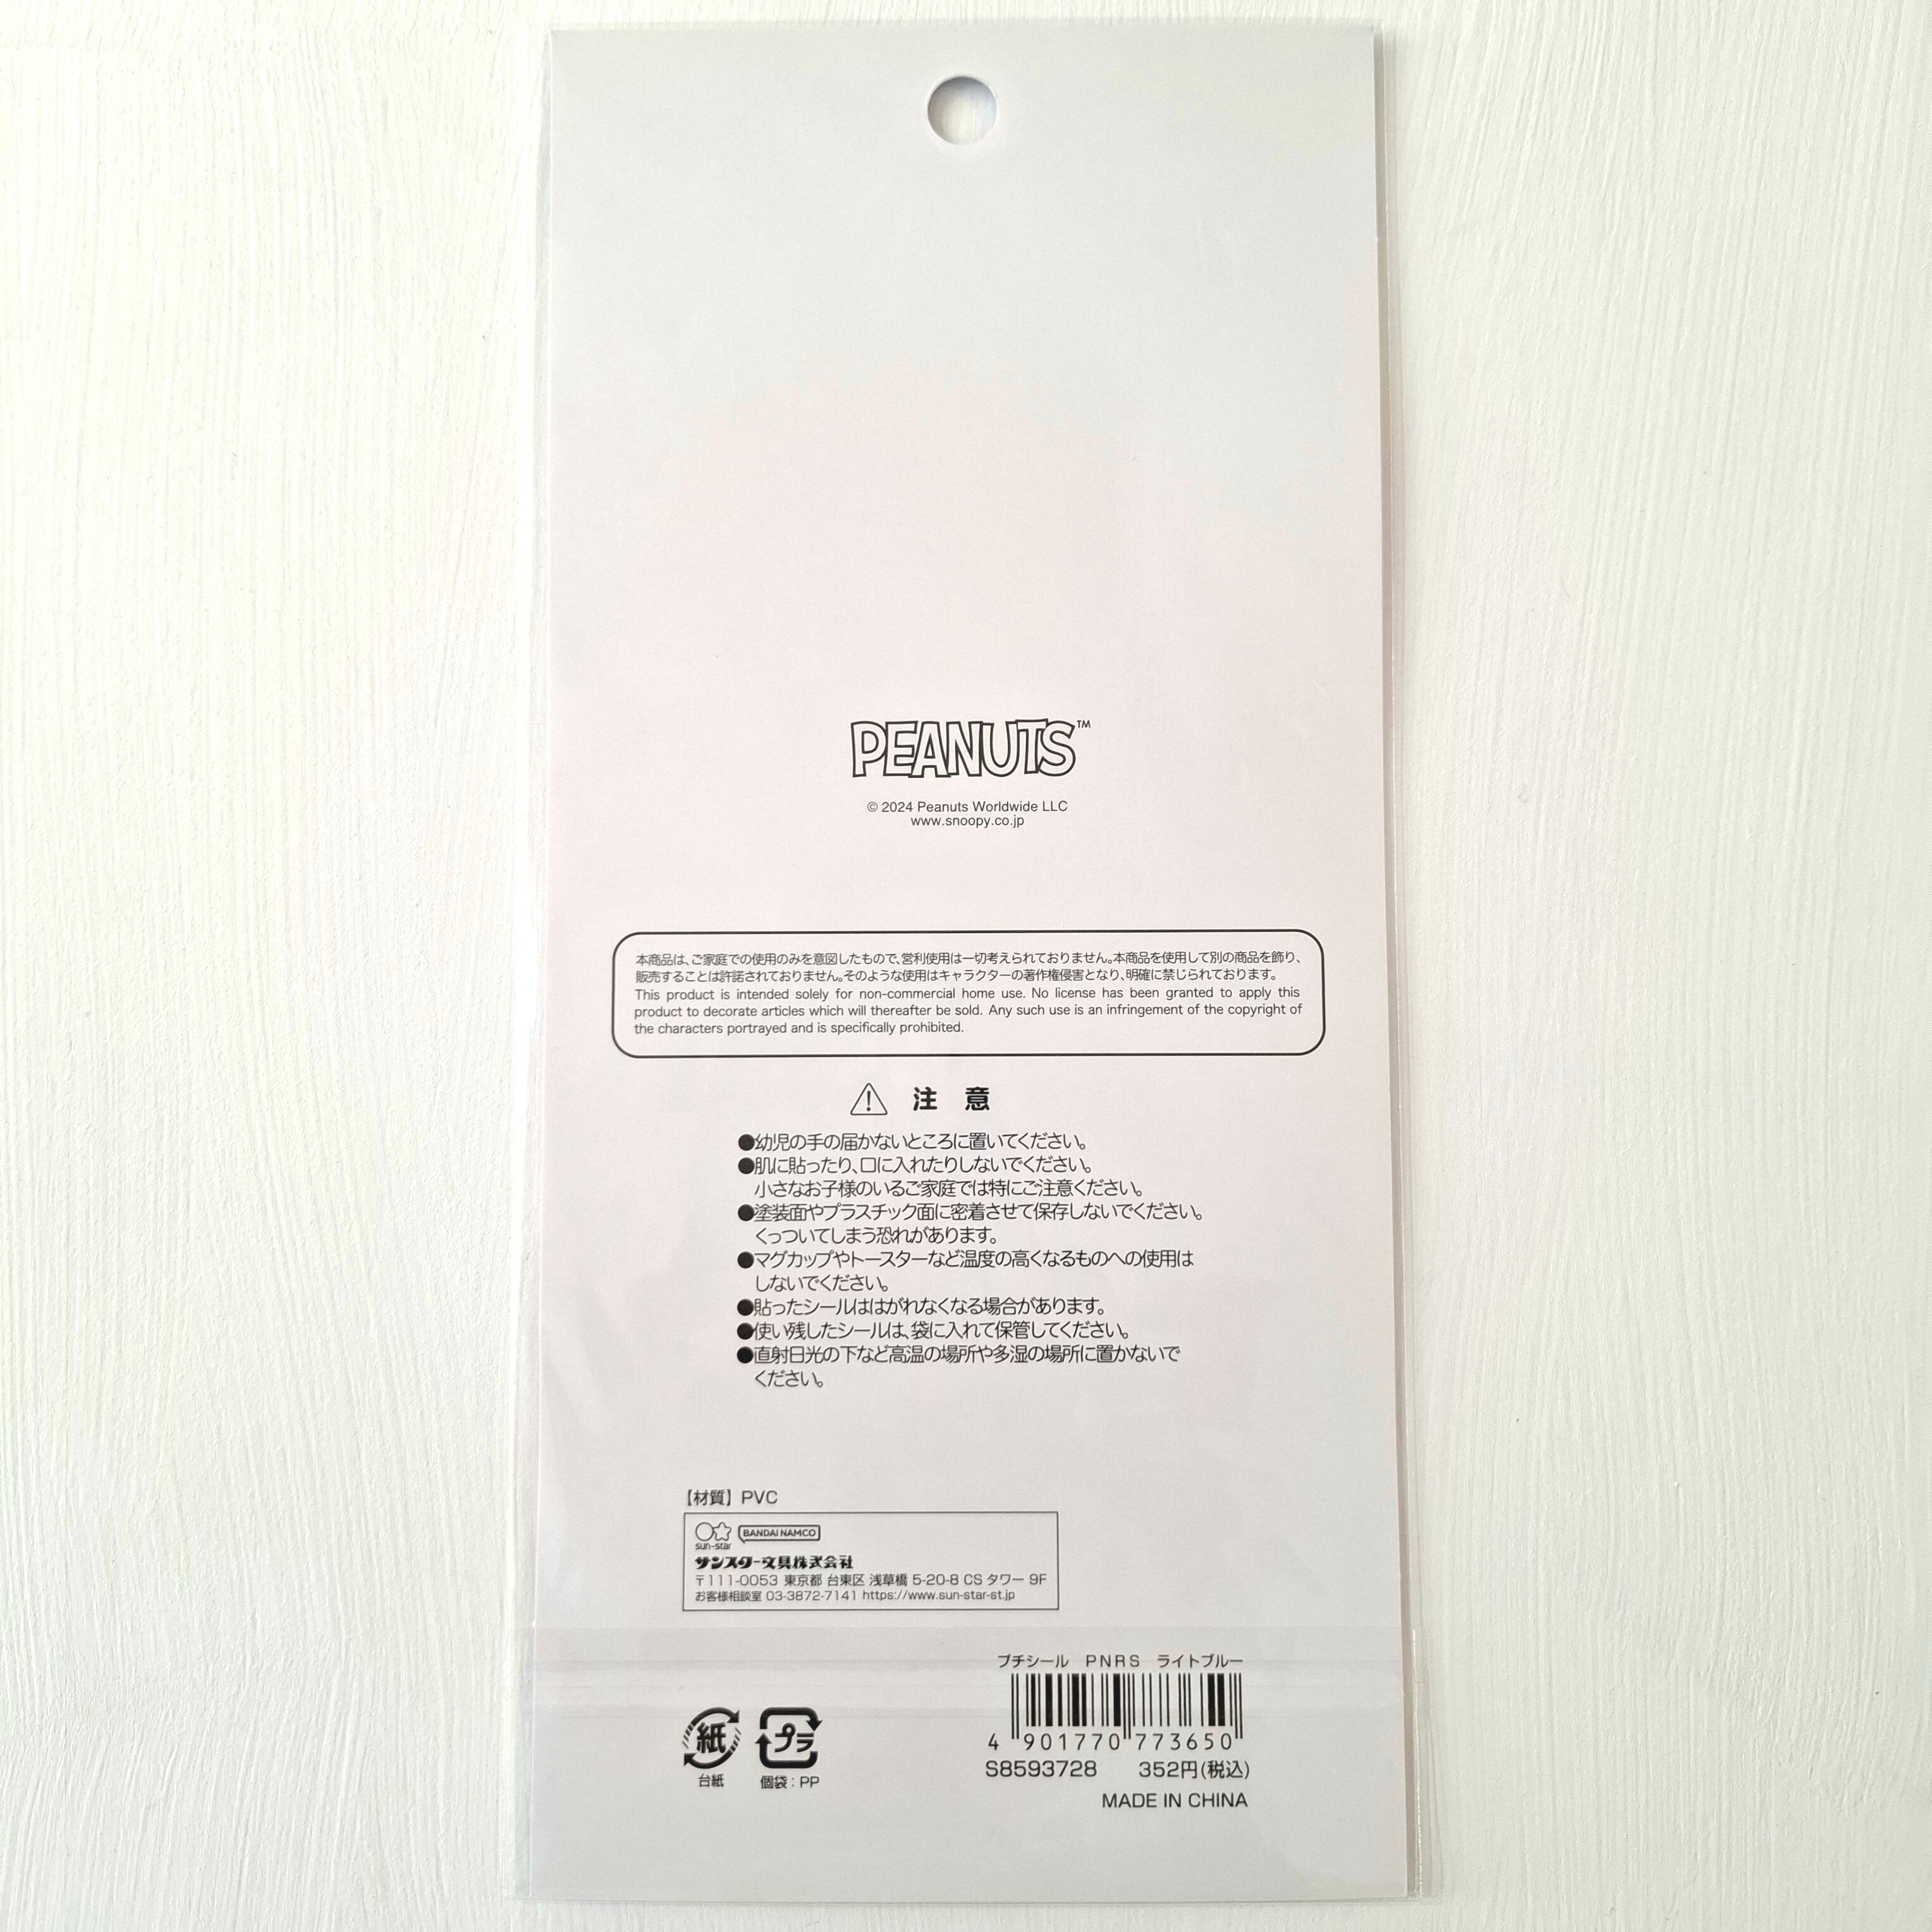 PEANUTS™
© 2024 Peanuts Worldwide LLC
www.snoopy.co.jp
本商品は、ご家庭での使用のみを意図したもので、営利使用は一切考えられておりません。本商品を使用して別の商品を飾り、
販売することは許諾されておりません。そのような使用はキャラクターの著作権侵害となり、明確に禁じられております。
This product is intended solely for non-commercial home use. No license has been granted to apply this
product to decorate articles which will thereafter be sold. Any such use is an infringement of the copyright of
the characters portrayed and is specifically prohibited.
注 意
●幼児の手の届かないところに置いてください。
●肌に貼ったり、口に入れたりしないでください。
小さなお子様のいるご家庭では特にご注意ください。
●塗装面やプラスチック面に密着させて保存しないでください。
くっついてしまう恐れがあります。
●マグカップやトースターなど温度の高くなるものへの使用は
しないでください。
●貼ったシールははがれなくなる場合があります。
●使い残したシールは、袋に入れて保管してください。
●直射日光の下など高温の場所や多湿の場所に置かないで
ください。
【材質】PVC
sun-star BANDAI NAMCO
サンスター文具株式会社
〒111-0053 東京都 台東区 浅草橋 5-20-8 CS タワー 9F
お客様相談室 03-3872-7141 https://www.sun-star-st.jp
プチシール PNRS ライトブルー
4 901770 773650
S8593728 352円(税込)
MADE IN CHINA
紙 プラ
台紙 個袋：PP